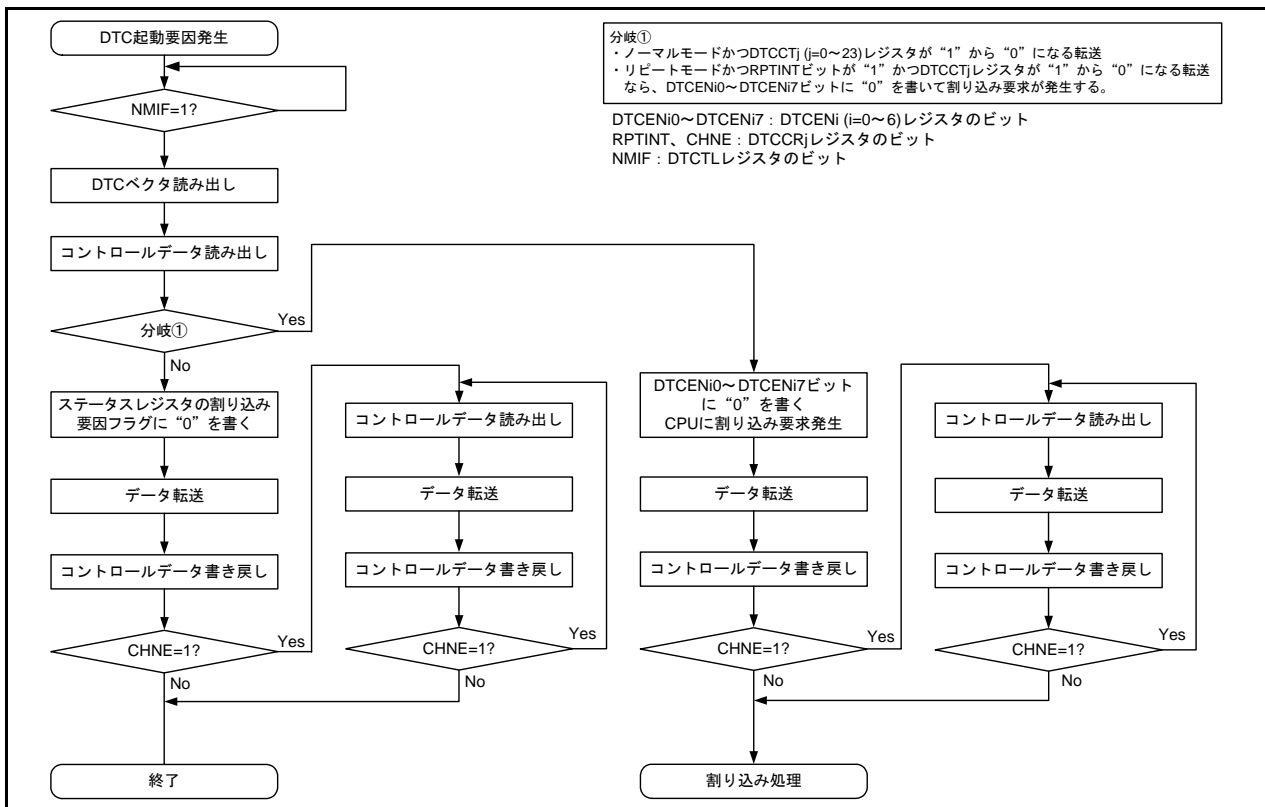 DTC起動要因発生
NMIF=1?
DTCベクタ読み出し
コントロールデータ読み出し
分岐①
Yes
No
ステータスレジスタの割り込み
要因フラグに“0”を書く
データ転送
コントロールデータ書き戻し
CHNE=1?
Yes
No
終了
コントロールデータ読み出し
データ転送
コントロールデータ書き戻し
CHNE=1?
Yes
No
分岐①
・ノーマルモードかつDTCCTj (j=0～23)レジスタが“1”から“0”になる転送
・リピートモードかつRPTINTビットが“1”かつDTCCTjレジスタが“1”から“0”になる転送
なら、DTCENi0～DTCENi7ビットに“0”を書いて割り込み要求が発生する。
DTCENi0～DTCENi7：DTCENi (i=0～6)レジスタのビット
RPTINT、CHNE：DTCCRjレジスタのビット
NMIF：DTCTLレジスタのビット
DTCENi0～DTCENi7ビット
に“0”を書く
CPUに割り込み要求発生
データ転送
コントロールデータ書き戻し
CHNE=1?
Yes
No
割り込み処理
コントロールデータ読み出し
データ転送
コントロールデータ書き戻し
CHNE=1?
Yes
No